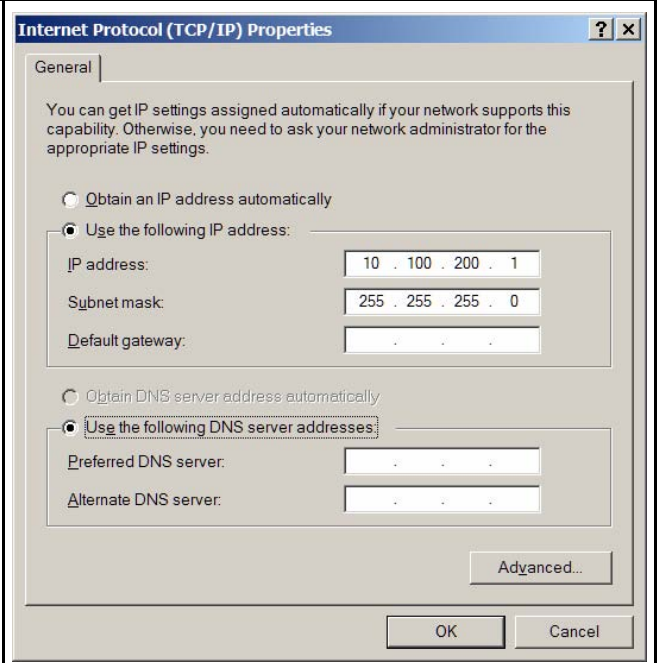 Internet Protocol (TCP/IP) Properties
General
You can get IP settings assigned automatically if your network supports this
capability. Otherwise, you need to ask your network administrator for the
appropriate IP settings.
Obtain an IP address automatically
Use the following IP address:
IP address: 10 . 100 . 200 . 1
Subnet mask: 255 . 255 . 255 . 0
Default gateway: . . .
Obtain DNS server address automatically
Use the following DNS server addresses:
Preferred DNS server: . . .
Alternate DNS server: . . .
Advanced...
OK Cancel